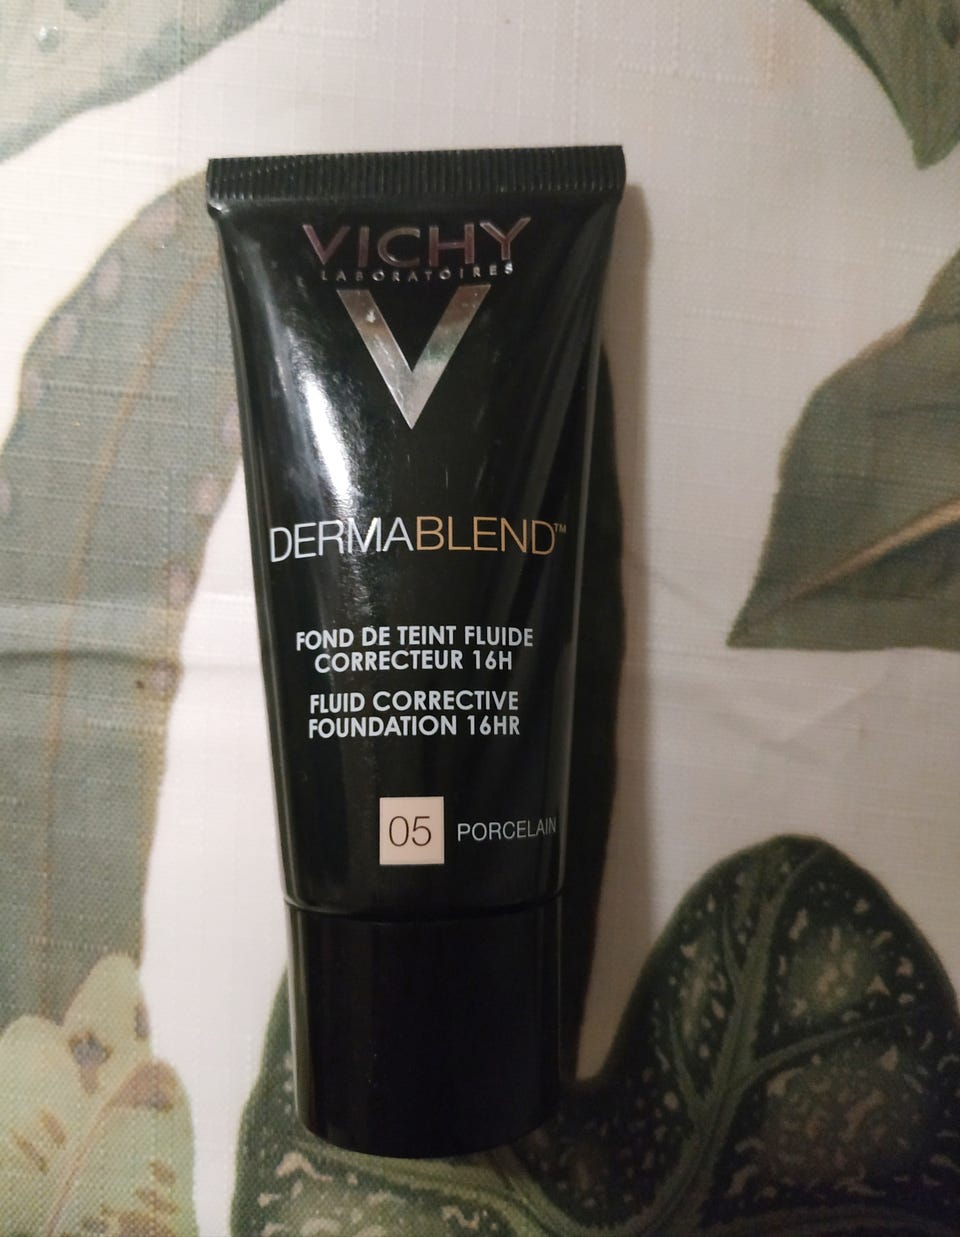 VICHY
LABORATOIRES
DERMABLEND™
FOND DE TEINT FLUIDE
CORRECTEUR 16H
FLUID CORRECTIVE
FOUNDATION 16HR
05 PORCELAIN